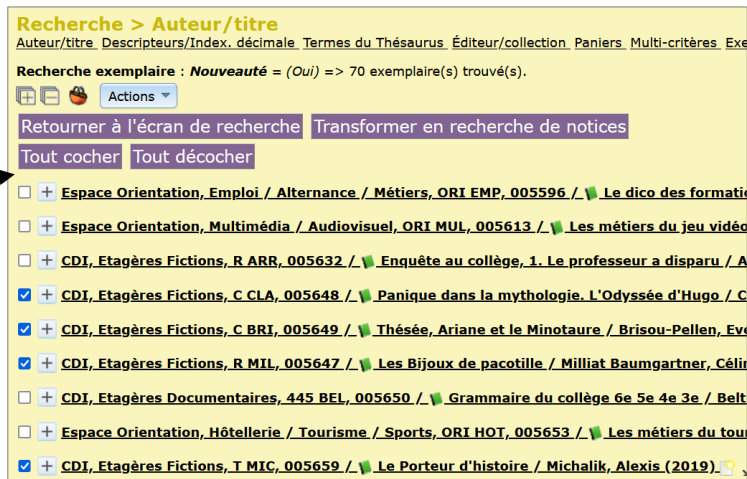 Recherche > Auteur/titre
Auteur/titre Descripteurs/Index. décimale Termes du Thésaurus Éditeur/collection Paniers Multi-critères Exe
Recherche exemplaire : Nouveauté = (Oui) => 70 exemplaire(s) trouvé(s).
Actions
Retourner à l'écran de recherche Transformer en recherche de notices
Tout cocher Tout décocher
Espace Orientation, Emploi / Alternance / Métiers, ORI EMP, 005596 / Le dico des formatio
Espace Orientation, Multimédia / Audiovisuel, ORI MUL, 005613 / Les métiers du jeu vidéo
CDI, Etagères Fictions, R ARR, 005632 / Enquête au collège, 1. Le professeur a disparu / A
CDI, Etagères Fictions, C CLA, 005648 / Panique dans la mythologie. L'Odyssée d'Hugo / C
CDI, Etagères Fictions, C BRI, 005649 / Thésée, Ariane et le Minotaure / Brisou-Pellen, Eve
CDI, Etagères Fictions, R MIL, 005647 / Les Bijoux de pacotille / Milliat Baumgartner, Célin
CDI, Etagères Documentaires, 445 BEL, 005650 / Grammaire du collège 6e 5e 4e 3e / Belt
Espace Orientation, Hôtellerie / Tourisme / Sports, ORI HOT, 005653 / Les métiers du tour
CDI, Etagères Fictions, T MIC, 005659 / Le Porteur d'histoire / Michalik, Alexis (2019)